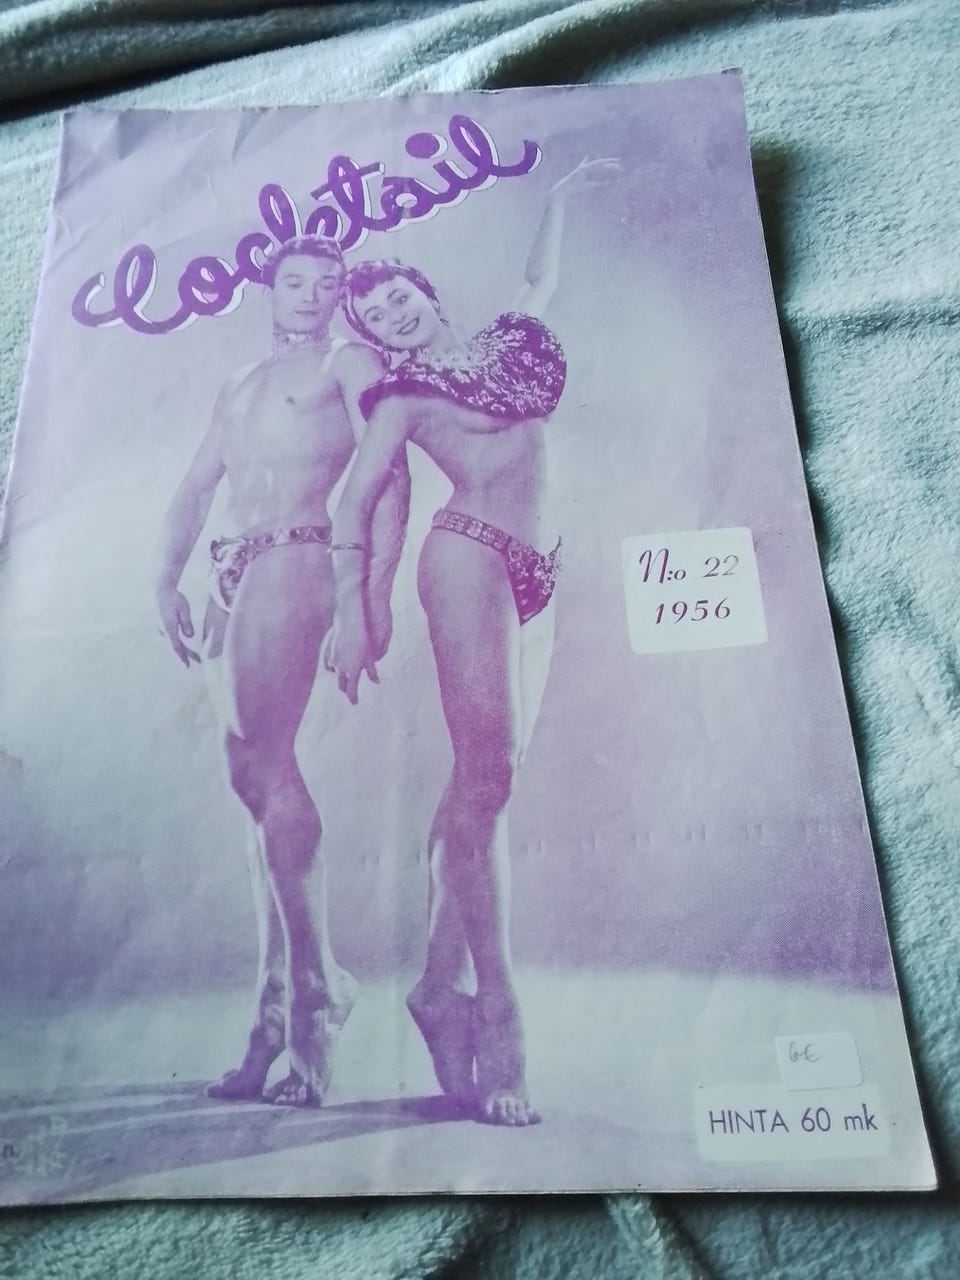 Cocktail
N:o 22
1956
6€
HINTA 60 mk